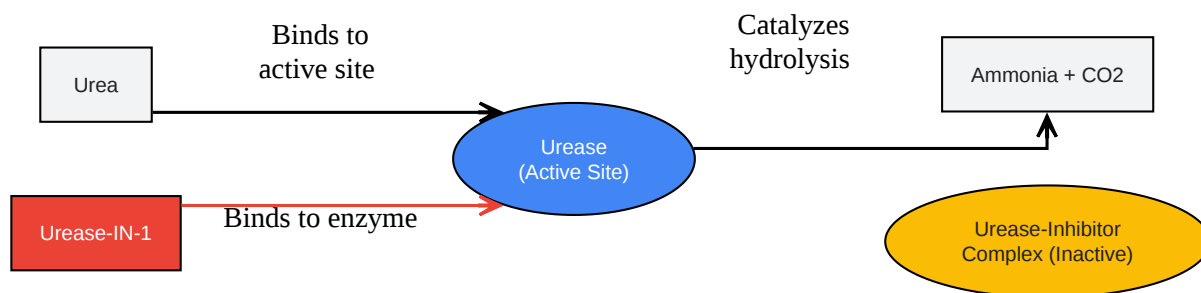 Binds to
active site
Catalyzes
hydrolysis
Urea
Ammonia + CO2
Urease
(Active Site)
Urease-IN-1
Binds to enzyme
Urease-Inhibitor
Complex (Inactive)